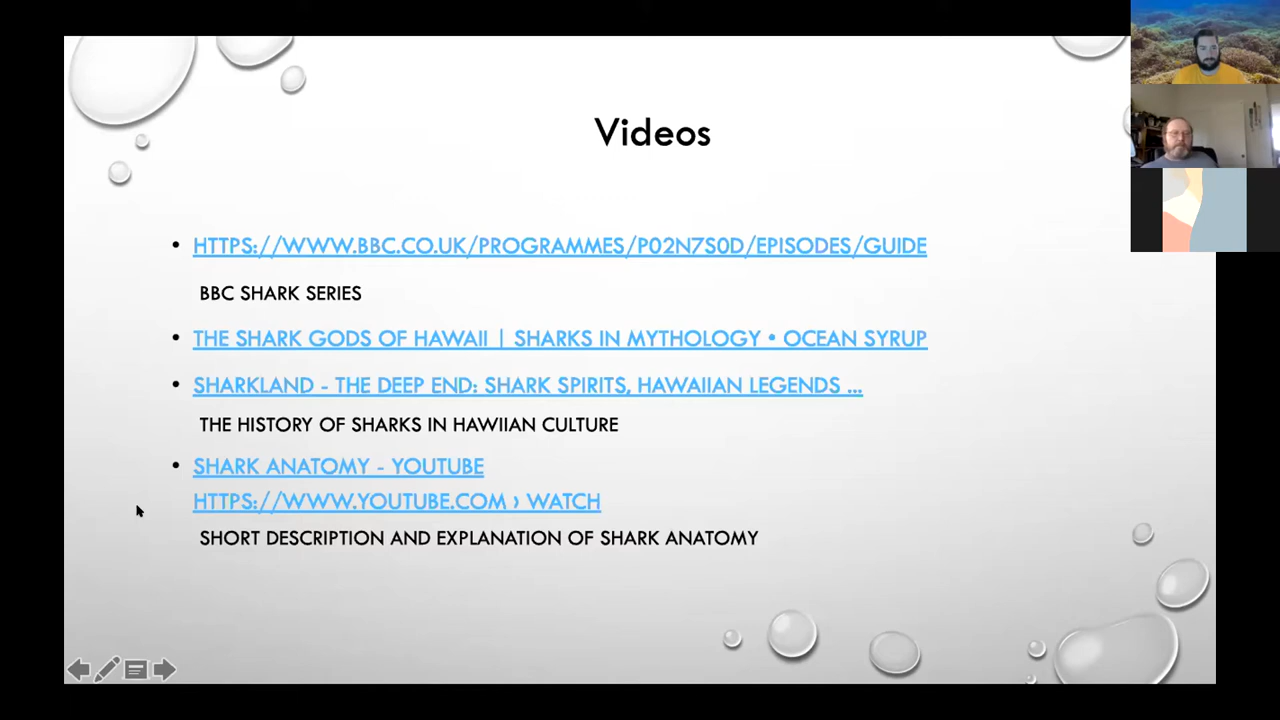 Videos
• HTTPS://WWW.BBC.CO.UK/PROGRAMMES/P02N7S0D/EPISODES/GUIDE
BBC SHARK SERIES
• THE SHARK GODS OF HAWAII | SHARKS IN MYTHOLOGY • OCEAN SYRUP
• SHARKLAND - THE DEEP END: SHARK SPIRITS, HAWAIIAN LEGENDS ...
THE HISTORY OF SHARKS IN HAWIIAN CULTURE
• SHARK ANATOMY - YOUTUBE
HTTPS://WWW.YOUTUBE.COM › WATCH
SHORT DESCRIPTION AND EXPLANATION OF SHARK ANATOMY